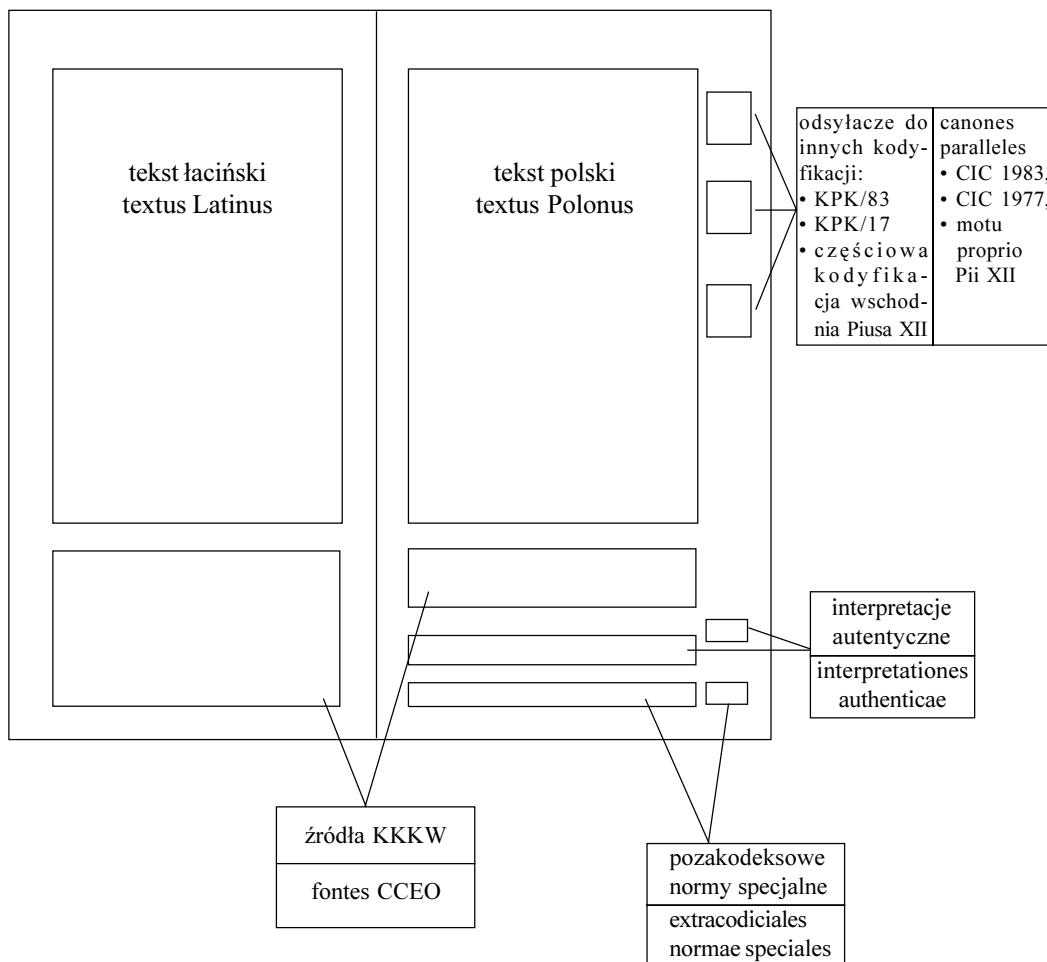 tekst łaciński
textus Latinus
tekst polski
textus Polonus
odsyłacze do
innych kody-
fikacji:
• KPK/83
• KPK/17
• częściowa
kodyfika-
cja wschod-
nia Piusa XII
canones
paralleles
• CIC 1983,
• CIC 1977,
• motu
proprio
Pii XII
interpretacje
autentyczne
interpretationes
authenticae
źródła KKKW
fontes CCEO
pozakodeksowe
normy specjalne
extracodiciales
normae speciales